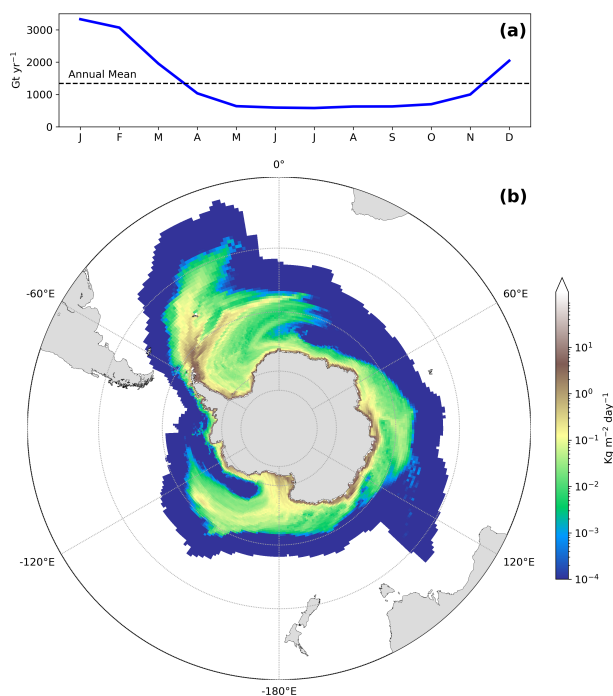 (a)
3000
2000
1000
0
Gt yr⁻¹
Annual Mean
J F M A M J J A S O N D
(b)
0°
-60°E
60°E
-120°E
120°E
-180°E
10¹
10⁰
10⁻¹
10⁻²
10⁻³
10⁻⁴
Kg m⁻² day⁻¹